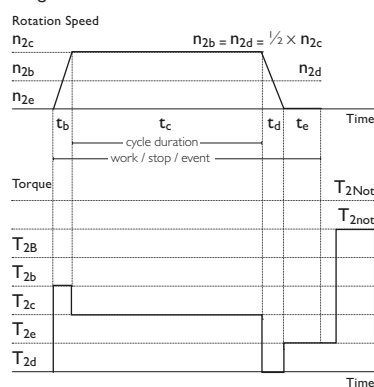 Rotation Speed
n2c
n2b = n2d = ½ × n2c
n2b
n2d
n2e
Time
tb
tc
td
te
cycle duration
work / stop / event
Torque
T2Not
T2not
T2B
T2b
T2c
T2e
T2d
Time